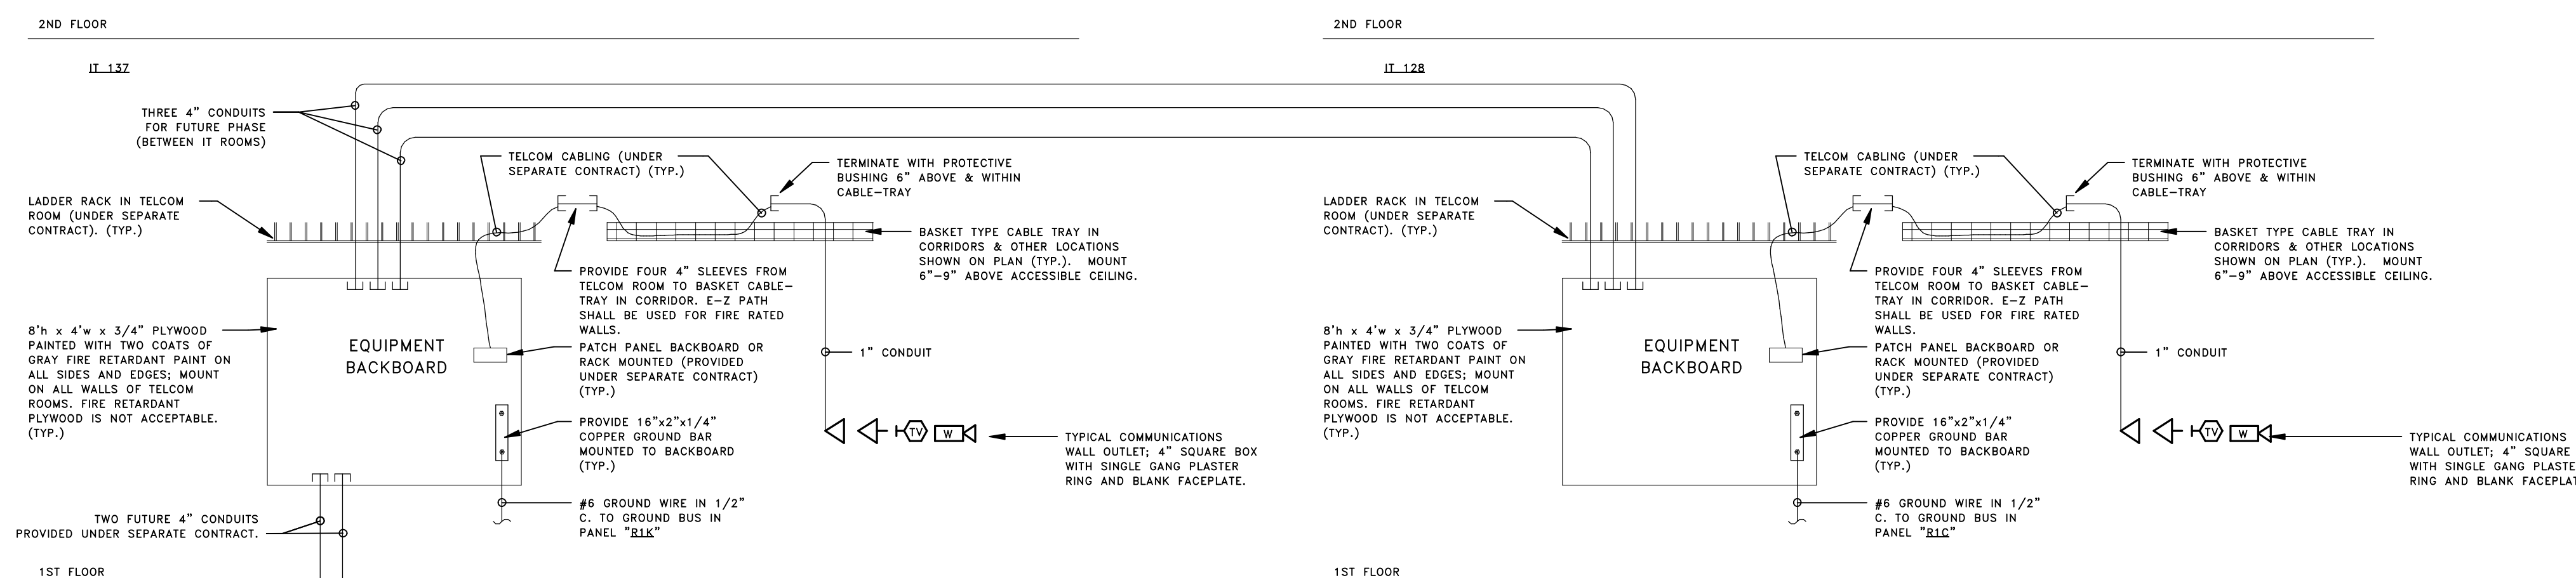 2ND FLOOR
IT 137
THREE 4" CONDUITS
FOR FUTURE PHASE
(BETWEEN IT ROOMS)
TELCOM CABLING (UNDER
SEPARATE CONTRACT) (TYP.)
TERMINATE WITH PROTECTIVE
BUSHING 6" ABOVE & WITHIN
CABLE-TRAY
LADDER RACK IN TELCOM
ROOM (UNDER SEPARATE
CONTRACT). (TYP.)
BASKET TYPE CABLE TRAY IN
CORRIDORS & OTHER LOCATIONS
SHOWN ON PLAN (TYP.). MOUNT
6"-9" ABOVE ACCESSIBLE CEILING.
PROVIDE FOUR 4" SLEEVES FROM
TELCOM ROOM TO BASKET CABLE-
TRAY IN CORRIDOR. E-Z PATH
SHALL BE USED FOR FIRE RATED
WALLS.
8'h x 4'w x 3/4" PLYWOOD
PAINTED WITH TWO COATS OF
GRAY FIRE RETARDANT PAINT ON
ALL SIDES AND EDGES; MOUNT
ON ALL WALLS OF TELCOM
ROOMS. FIRE RETARDANT
PLYWOOD IS NOT ACCEPTABLE.
(TYP.)
EQUIPMENT
BACKBOARD
PATCH PANEL BACKBOARD OR
RACK MOUNTED (PROVIDED
UNDER SEPARATE CONTRACT)
(TYP.)
1" CONDUIT
PROVIDE 16"x2"x1/4"
COPPER GROUND BAR
MOUNTED TO BACKBOARD
(TYP.)
TV
W
TYPICAL COMMUNICATIONS
WALL OUTLET; 4" SQUARE BOX
WITH SINGLE GANG PLASTER
RING AND BLANK FACEPLATE.
#6 GROUND WIRE IN 1/2"
C. TO GROUND BUS IN
PANEL "R1K"
TWO FUTURE 4" CONDUITS
PROVIDED UNDER SEPARATE CONTRACT.
1ST FLOOR
2ND FLOOR
IT 128
TELCOM CABLING (UNDER
SEPARATE CONTRACT) (TYP.)
TERMINATE WITH PROTECTIVE
BUSHING 6" ABOVE & WITHIN
CABLE-TRAY
LADDER RACK IN TELCOM
ROOM (UNDER SEPARATE
CONTRACT). (TYP.)
BASKET TYPE CABLE TRAY IN
CORRIDORS & OTHER LOCATIONS
SHOWN ON PLAN (TYP.). MOUNT
6"-9" ABOVE ACCESSIBLE CEILING.
PROVIDE FOUR 4" SLEEVES FROM
TELCOM ROOM TO BASKET CABLE-
TRAY IN CORRIDOR. E-Z PATH
SHALL BE USED FOR FIRE RATED
WALLS.
8'h x 4'w x 3/4" PLYWOOD
PAINTED WITH TWO COATS OF
GRAY FIRE RETARDANT PAINT ON
ALL SIDES AND EDGES; MOUNT
ON ALL WALLS OF TELCOM
ROOMS. FIRE RETARDANT
PLYWOOD IS NOT ACCEPTABLE.
(TYP.)
EQUIPMENT
BACKBOARD
PATCH PANEL BACKBOARD OR
RACK MOUNTED (PROVIDED
UNDER SEPARATE CONTRACT)
(TYP.)
1" CONDUIT
PROVIDE 16"x2"x1/4"
COPPER GROUND BAR
MOUNTED TO BACKBOARD
(TYP.)
TV
W
TYPICAL COMMUNICATIONS
WALL OUTLET; 4" SQUARE
WITH SINGLE GANG PLASTE
RING AND BLANK FACEPLAT
#6 GROUND WIRE IN 1/2"
C. TO GROUND BUS IN
PANEL "R1C"
1ST FLOOR